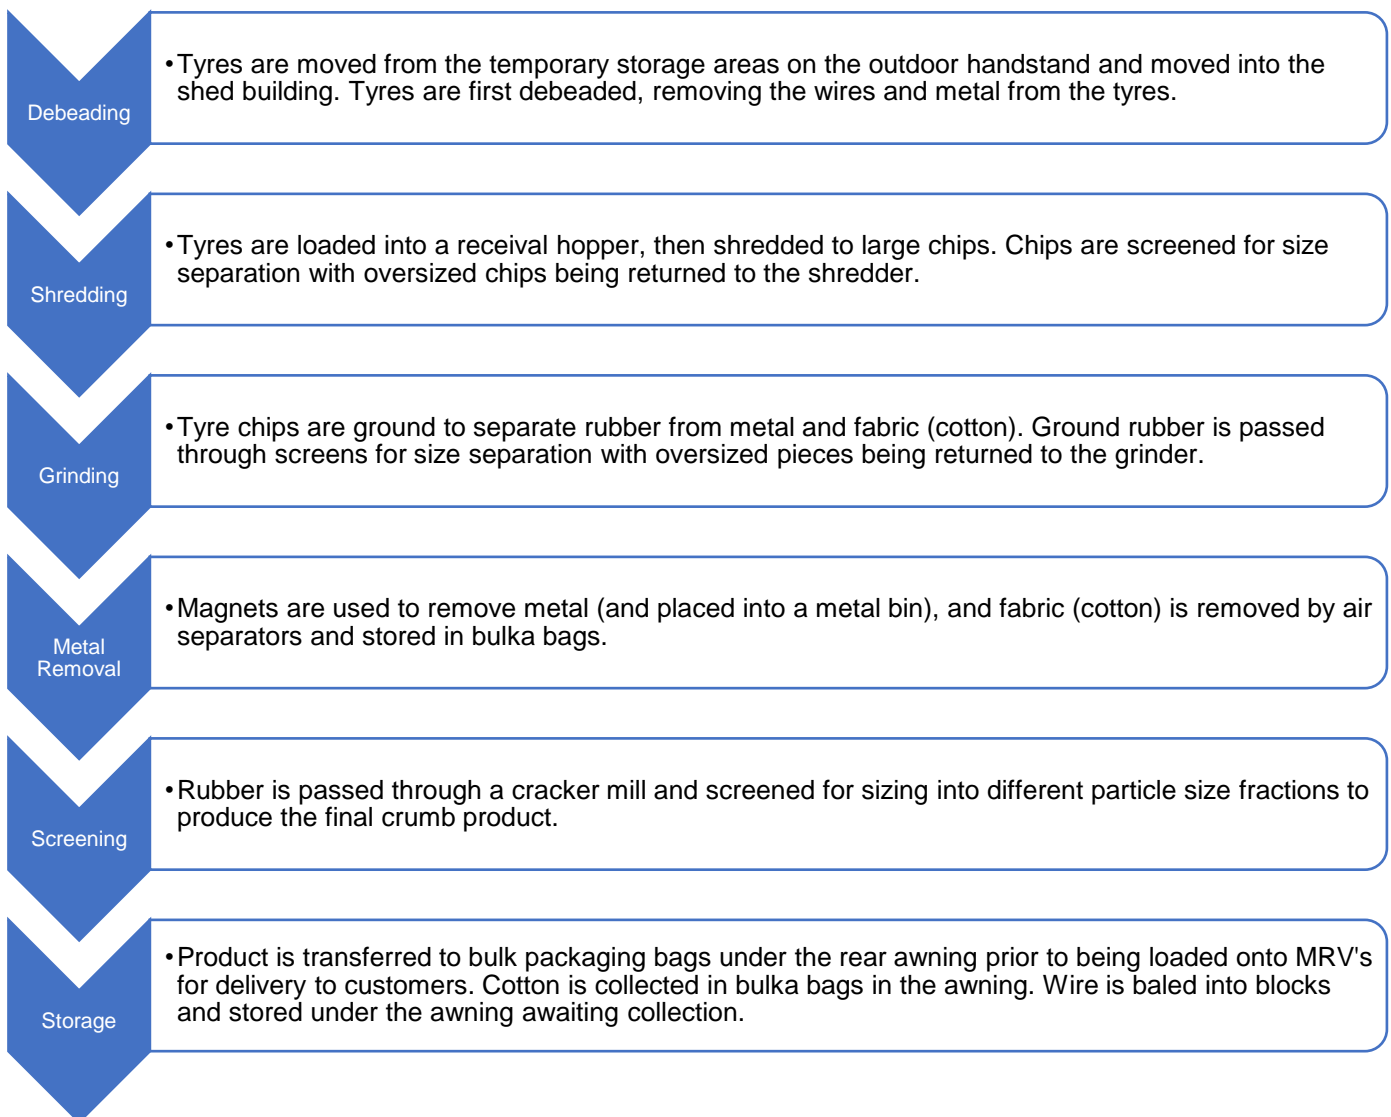 Debeading
•Tyres are moved from the temporary storage areas on the outdoor handstand and moved into the
shed building. Tyres are first debeaded, removing the wires and metal from the tyres.
Shredding
•Tyres are loaded into a receival hopper, then shredded to large chips. Chips are screened for size
separation with oversized chips being returned to the shredder.
Grinding
•Tyre chips are ground to separate rubber from metal and fabric (cotton). Ground rubber is passed
through screens for size separation with oversized pieces being returned to the grinder.
Metal
Removal
•Magnets are used to remove metal (and placed into a metal bin), and fabric (cotton) is removed by air
separators and stored in bulka bags.
Screening
•Rubber is passed through a cracker mill and screened for sizing into different particle size fractions to
produce the final crumb product.
Storage
•Product is transferred to bulk packaging bags under the rear awning prior to being loaded onto MRV's
for delivery to customers. Cotton is collected in bulka bags in the awning. Wire is baled into blocks
and stored under the awning awaiting collection.